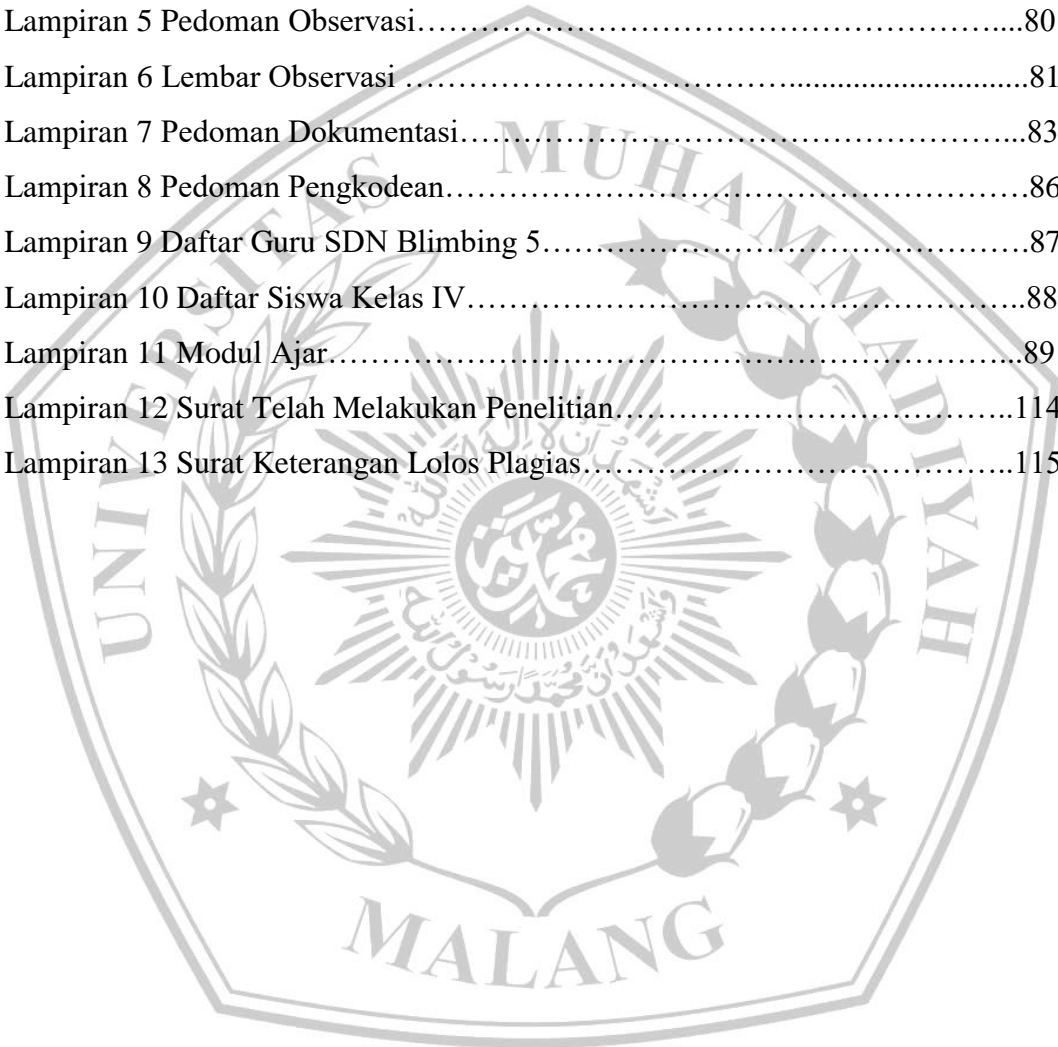 Lampiran 5 Pedoman Observasi…………………………………………………....80
Lampiran 6 Lembar Observasi ………………………………...............................81
Lampiran 7 Pedoman Dokumentasi………………………………………………83
Lampiran 8 Pedoman Pengkodean………………………………………………..86
Lampiran 9 Daftar Guru SDN Blimbing 5………………………………………..87
Lampiran 10 Daftar Siswa Kelas IV……………………………………………...88
Lampiran 11 Modul Ajar………………………………………………………...89
Lampiran 12 Surat Telah Melakukan Penelitian………………………………..114
Lampiran 13 Surat Keterangan Lolos Plagias…………………………………..115
UNIVERSITAS MUHAMMADIYAH
MALANG